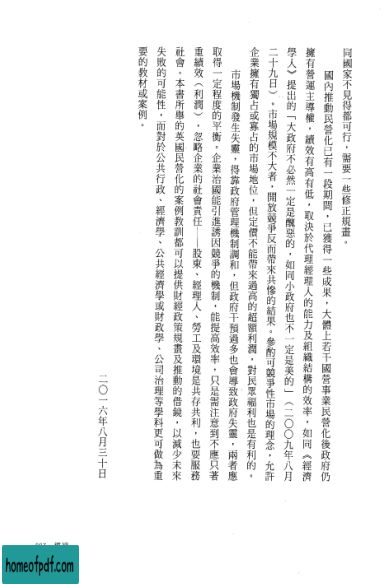 同國家不見得都可行，需要一些修正規畫。
國內推動民營化已有一段期間，已獲得一些成果，大體上若干國營事業民營化後政府仍
擁有營運主導權，績效有高有低，取決於代理經理人的能力及組織結構的效率，如同《經濟
學人》提出的「大政府不必然一定是醜惡的，如同小政府也不一定是美的」（二〇〇九年八月
二十九日）。市場規模不大者，開放競爭反而帶來共慘的結果。參酌可競爭性市場的理念，允許
企業擁有獨占或寡占的市場地位，但定價不能帶來過高的超額利潤，對民眾福利也是有利的。
市場機制發生失靈，得靠政府管理機制調和，但政府干預過多也會導致政府失靈，兩者應
取得一定程度的平衡，企業治國能引進誘因競爭的機制，能提高效率，只是需注意到不應只著
重績效（利潤），忽略企業的社會責任——股東、經理人、勞工及環境是共存共利，也要服務
社會。本書所舉的英國民營化的案例教訓都可以提供財經政策規畫及推動的借鏡，以減少未來
失敗的可能性，而對於公共行政、經濟學、公共經濟學或財政學、公司治理等學科更可做為重
要的教材或案例。
二〇一六年八月三十日
homeofpdf.com